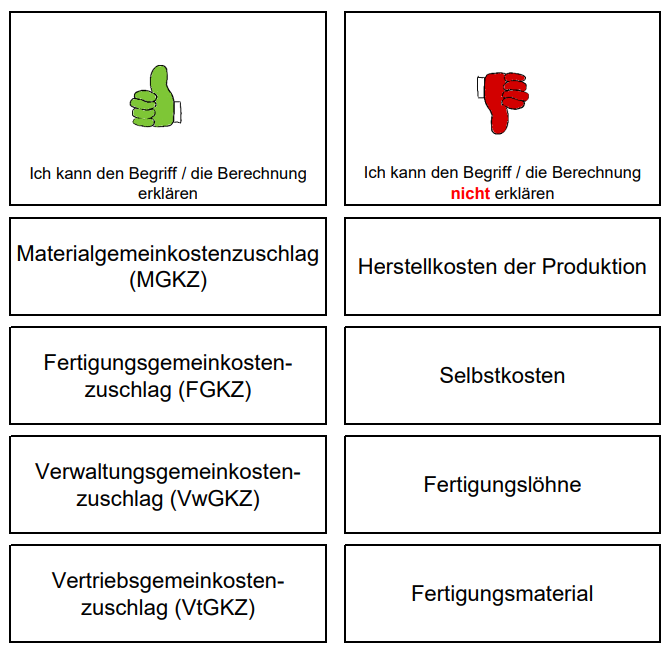 Ich kann den Begriff / die Berechnung
erklären
Ich kann den Begriff / die Berechnung
nicht erklären
Materialgemeinkostenzuschlag
(MGKZ)
Herstellkosten der Produktion
Fertigungsgemeinkosten-
zuschlag (FGKZ)
Selbstkosten
Verwaltungsgemeinkosten-
zuschlag (VwGKZ)
Fertigungslöhne
Vertriebsgemeinkosten-
zuschlag (VtGKZ)
Fertigungsmaterial